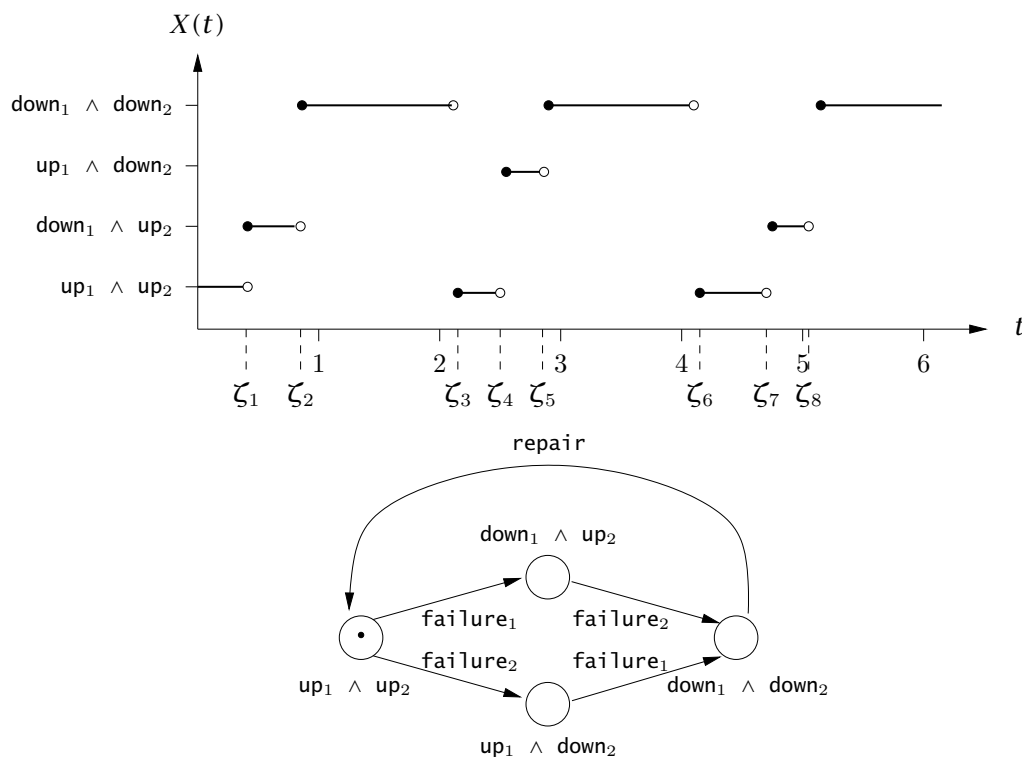 X(t)
down₁ ∧ down₂
up₁ ∧ down₂
down₁ ∧ up₂
up₁ ∧ up₂
t
1 2 3 4 5 6
ζ₁ ζ₂ ζ₃ ζ₄ ζ₅ ζ₆ ζ₇ ζ₈
repair
down₁ ∧ up₂
failure₁ failure₂
failure₂ failure₁
up₁ ∧ up₂ down₁ ∧ down₂
up₁ ∧ down₂